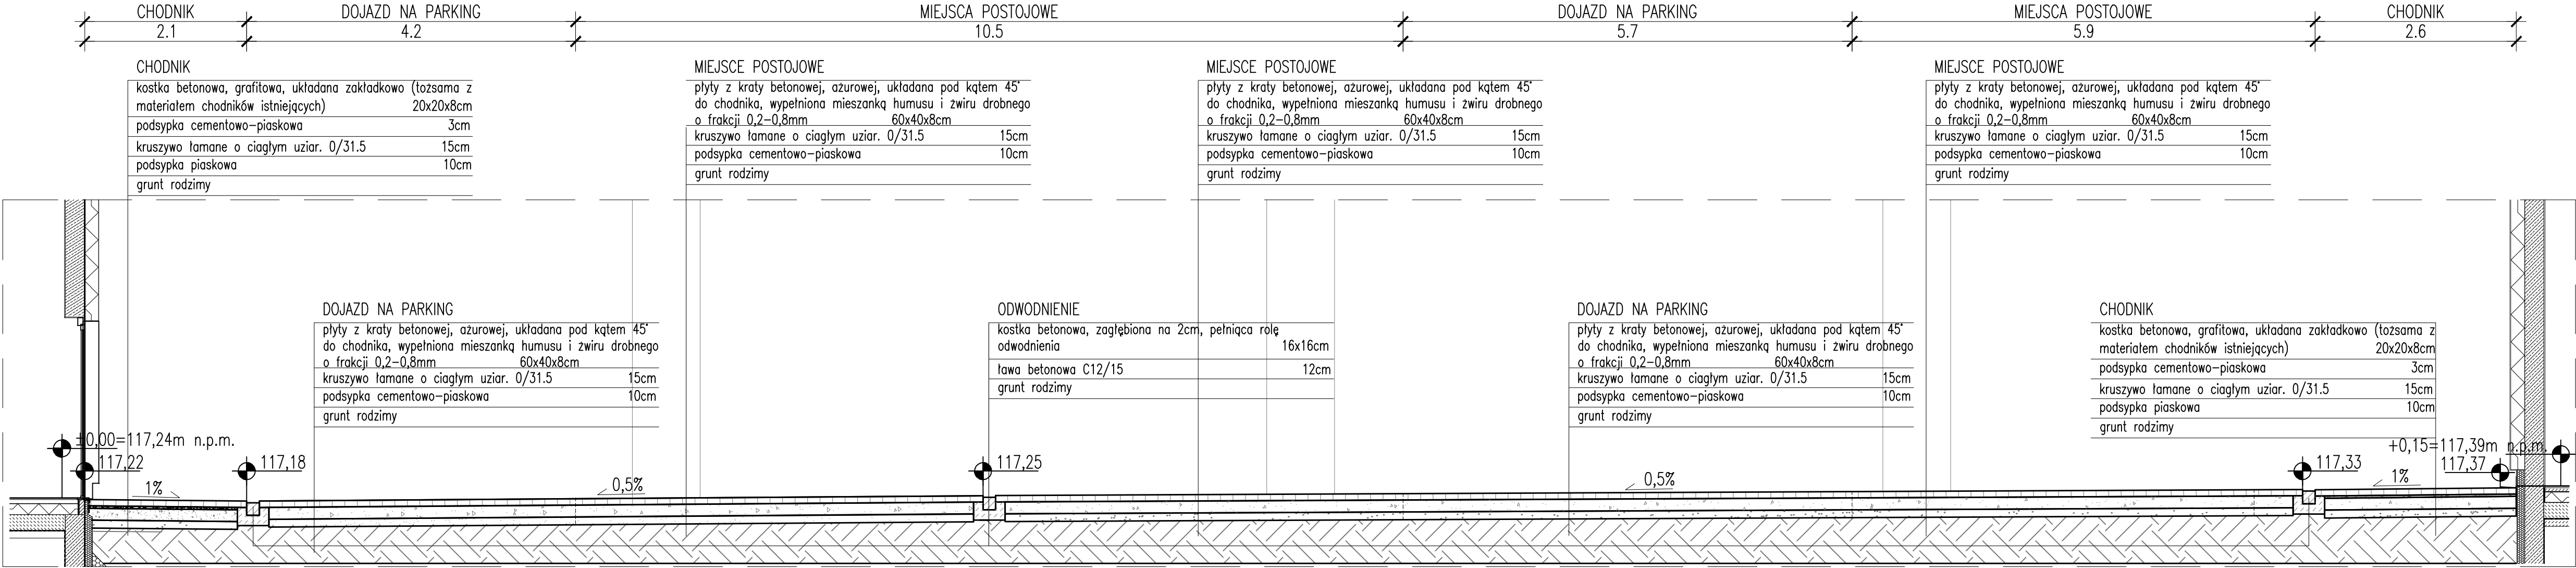 CHODNIK
DOJAZD NA PARKING
MIEJSCA POSTOJOWE
DOJAZD NA PARKING
MIEJSCA POSTOJOWE
CHODNIK
2.1
4.2
10.5
5.7
5.9
2.6
CHODNIK
kostka betonowa, grafitowa, układana zakładkowo (tożsama z
materiałem chodników istniejących) 20x20x8cm
podsypka cementowo-piaskowa 3cm
kruszywo łamane o ciągłym uziar. 0/31.5 15cm
podsypka piaskowa 10cm
grunt rodzimy
MIEJSCE POSTOJOWE
płyty z kraty betonowej, ażurowej, układana pod kątem 45°
do chodnika, wypełniona mieszanką humusu i żwiru drobnego
o frakcji 0,2-0,8mm 60x40x8cm
kruszywo łamane o ciągłym uziar. 0/31.5 15cm
podsypka cementowo-piaskowa 10cm
grunt rodzimy
MIEJSCE POSTOJOWE
płyty z kraty betonowej, ażurowej, układana pod kątem 45°
do chodnika, wypełniona mieszanką humusu i żwiru drobnego
o frakcji 0,2-0,8mm 60x40x8cm
kruszywo łamane o ciągłym uziar. 0/31.5 15cm
podsypka cementowo-piaskowa 10cm
grunt rodzimy
MIEJSCE POSTOJOWE
płyty z kraty betonowej, ażurowej, układana pod kątem 45°
do chodnika, wypełniona mieszanką humusu i żwiru drobnego
o frakcji 0,2-0,8mm 60x40x8cm
kruszywo łamane o ciągłym uziar. 0/31.5 15cm
podsypka cementowo-piaskowa 10cm
grunt rodzimy
DOJAZD NA PARKING
płyty z kraty betonowej, ażurowej, układana pod kątem 45°
do chodnika, wypełniona mieszanką humusu i żwiru drobnego
o frakcji 0,2-0,8mm 60x40x8cm
kruszywo łamane o ciągłym uziar. 0/31.5 15cm
podsypka cementowo-piaskowa 10cm
grunt rodzimy
ODWODNIENIE
kostka betonowa, zagłębiona na 2cm, pełniąca rolę
odwodnienia 16x16cm
ława betonowa C12/15 12cm
grunt rodzimy
DOJAZD NA PARKING
płyty z kraty betonowej, ażurowej, układana pod kątem 45°
do chodnika, wypełniona mieszanką humusu i żwiru drobnego
o frakcji 0,2-0,8mm 60x40x8cm
kruszywo łamane o ciągłym uziar. 0/31.5 15cm
podsypka cementowo-piaskowa 10cm
grunt rodzimy
CHODNIK
kostka betonowa, grafitowa, układana zakładkowo (tożsama z
materiałem chodników istniejących) 20x20x8cm
podsypka cementowo-piaskowa 3cm
kruszywo łamane o ciągłym uziar. 0/31.5 15cm
podsypka piaskowa 10cm
grunt rodzimy
±0,00=117,24m n.p.m.
117,22
117,18
117,25
117,33
+0,15=117,39m n.p.m.
117,37
1%
0,5%
0,5%
1%